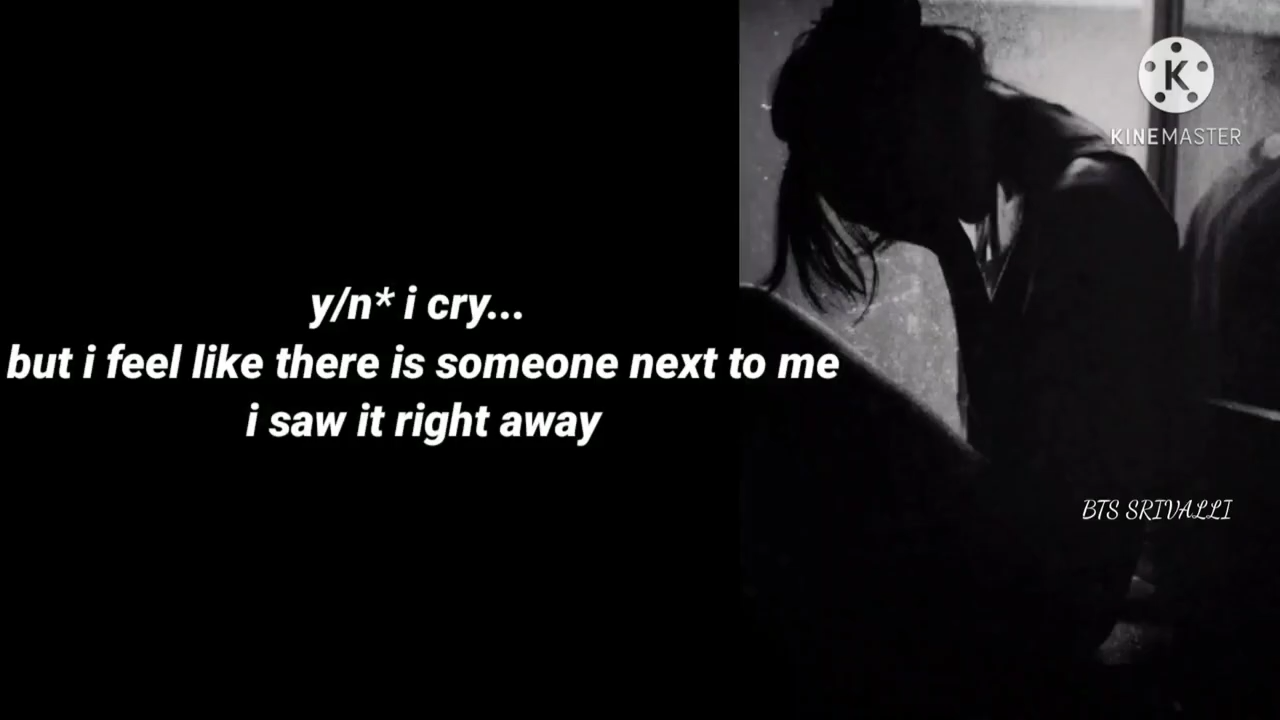 K
KINEMASTER
y/n* i cry...
but i feel like there is someone next to me
i saw it right away
BTS SRIVALLI